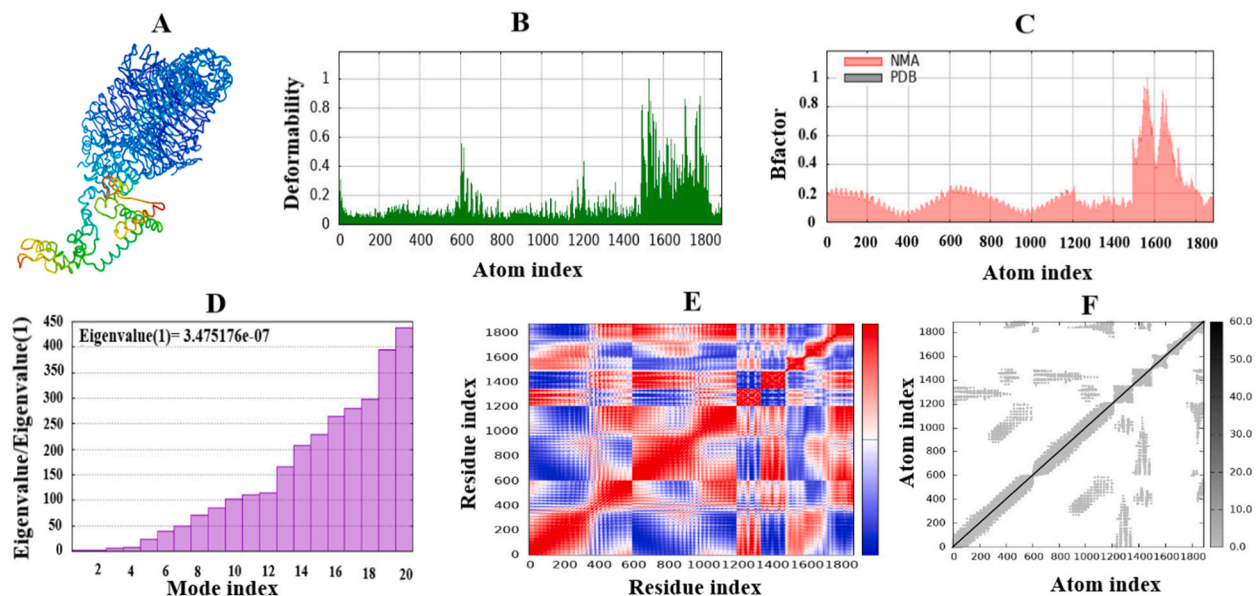 A
B
Deformability
1
0.8
0.6
0.4
0.2
0
0 200 400 600 800 1000 1200 1400 1600 1800
Atom index
C
NMA
PDB
Bfactor
1
0.8
0.6
0.4
0.2
0
0 200 400 600 800 1000 1200 1400 1600 1800
Atom index
D
Eigenvalue(1)= 3.475176e-07
Eigenvalue/Eigenvalue(1)
450
400
350
300
250
200
150
100
50
0
2 4 6 8 10 12 14 16 18 20
Mode index
E
Residue index
1800
1600
1400
1200
1000
800
600
400
200
0
0 200 400 600 800 1000 1200 1400 1600 1800
Residue index
F
Atom index
1800
1600
1400
1200
1000
800
600
400
200
0
200 400 600 800 1000 1200 1400 1600 1800
Atom index
60.0
50.0
40.0
30.0
20.0
10.0
0.0